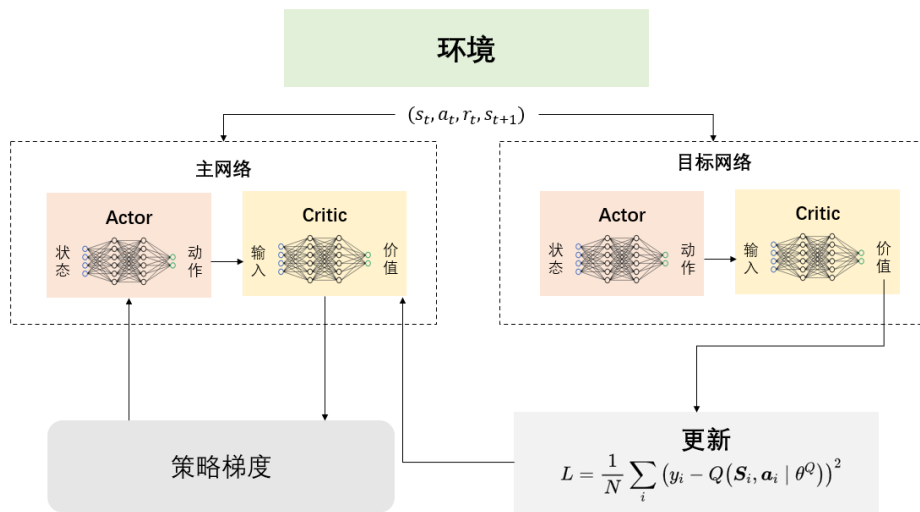 环境
(s_t, a_t, r_t, s_{t+1})
主网络
Actor
状态
动作
Critic
输入
价值
目标网络
Actor
状态
动作
Critic
输入
价值
策略梯度
更新
L = \frac{1}{N} \sum_i (y_i - Q(S_i, a_i | θ^Q))^2